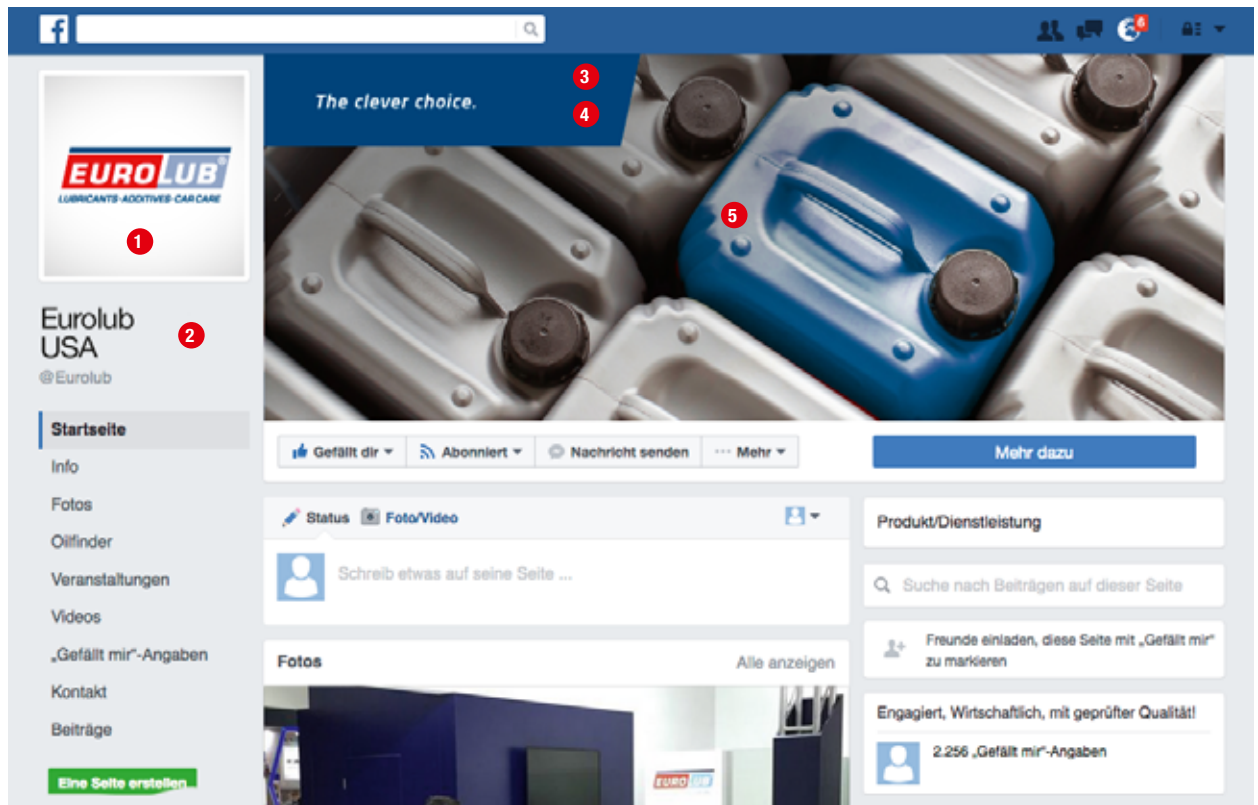 f
6
3
The clever choice.
4
EUROLUB®
LUBRICANTS·ADDITIVES·CAR CARE
1
5
Eurolub
USA
2
@Eurolub
Startseite
Info
Fotos
Oilfinder
Veranstaltungen
Videos
„Gefällt mir"-Angaben
Kontakt
Beiträge
Eine Seite erstellen
Gefällt dir
Abonniert
Nachricht senden
··· Mehr
Mehr dazu
Status
Foto/Video
Schreib etwas auf seine Seite ...
Fotos
Alle anzeigen
EUROLUB
Produkt/Dienstleistung
Suche nach Beiträgen auf dieser Seite
Freunde einladen, diese Seite mit „Gefällt mir"
zu markieren
Engagiert, Wirtschaftlich, mit geprüfter Qualität!
2.256 „Gefällt mir"-Angaben